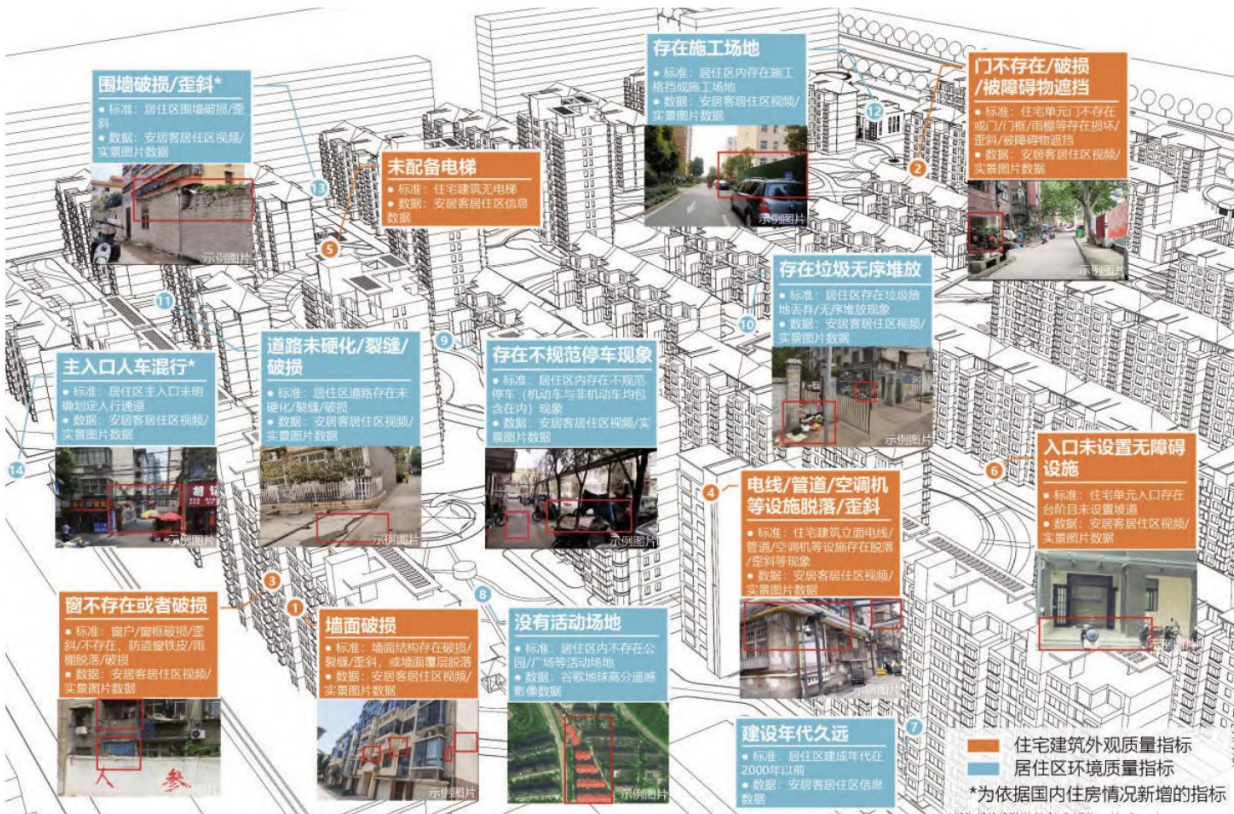 围墙破损/歪斜*
● 标准：居住区围墙破损/歪
斜
● 数据：安居客居住区视频/
实景图片数据
示例图片
13
未配备电梯
● 标准：住宅建筑无电梯
● 数据：安居客居住区信息
数据
5
存在施工场地
● 标准：居住区内存在施工
格挡或施工场地
● 数据：安居客居住区视频/
实景图片数据
示例图片
12
门不存在/破损
/被障碍物遮挡
● 标准：住宅单元门不存在
或门/门框/雨棚等存在损坏/
歪斜/被障碍物遮挡
● 数据：安居客居住区视频/
实景图片数据
示例图片
2
存在垃圾无序堆放
● 标准：居住区存在垃圾随
地丢弃/无序堆放现象
● 数据：安居客居住区视频/
实景图片数据
示例图片
10
11
主入口人车混行*
● 标准：居住区主入口未明
确划定人行通道
● 数据：安居客居住区视频/
实景图片数据
示例图片
14
道路未硬化/裂缝/
破损
● 标准：居住区道路存在未
硬化/裂缝/破损
● 数据：安居客居住区视频/
实景图片数据
示例图片
9
存在不规范停车现象
● 标准：居住区内存在不规范
停车（机动车与非机动车均包
含在内）现象
● 数据：安居客居住区视频/实
景图片数据
示例图片
4
电线/管道/空调机
等设施脱落/歪斜
● 标准：住宅建筑立面电线/
管道/空调机等设施存在脱落
/歪斜等现象
● 数据：安居客居住区视频/
实景图片数据
示例图片
6
入口未设置无障碍
设施
● 标准：住宅单元入口存在
台阶且未设置坡道
● 数据：安居客居住区视频/
实景图片数据
示例图片
3
窗不存在或者破损
● 标准：窗户/窗框破损/歪
斜/不存在，防盗窗铁皮/雨
棚脱落/破损
● 数据：安居客居住区视频/
实景图片数据
人 参
示例图片
1
墙面破损
● 标准：墙面结构存在破损/
裂缝/歪斜，或墙面覆层脱落
● 数据：安居客居住区视频/
实景图片数据
示例图片
8
没有活动场地
● 标准：居住区内不存在公
园/广场等活动场地
● 数据：谷歌地球高分遥感
影像数据
示例图片
7
建设年代久远
● 标准：居住区建成年代在
2000年以前
● 数据：安居客居住区信息
数据
住宅建筑外观质量指标
居住区环境质量指标
*为依据国内住房情况新增的指标